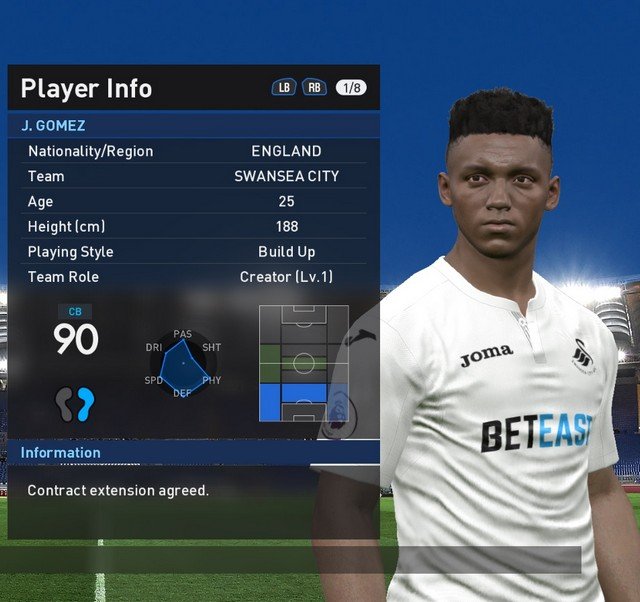 Player Info LB RB 1/8
J. GOMEZ
Nationality/Region ENGLAND
Team SWANSEA CITY
Age 25
Height (cm) 188
Playing Style Build Up
Team Role Creator (Lv.1)
CB
90
PAS
DRI SHT
SPD PHY
DEF
Joma
BETEAST
Information
Contract extension agreed.